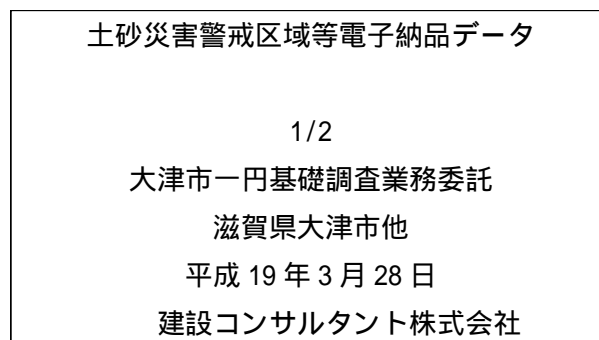 土砂災害警戒区域等電子納品データ
1/2
大津市一円基礎調査業務委託
滋賀県大津市他
平成 19 年 3 月 28 日
建設コンサルタント株式会社